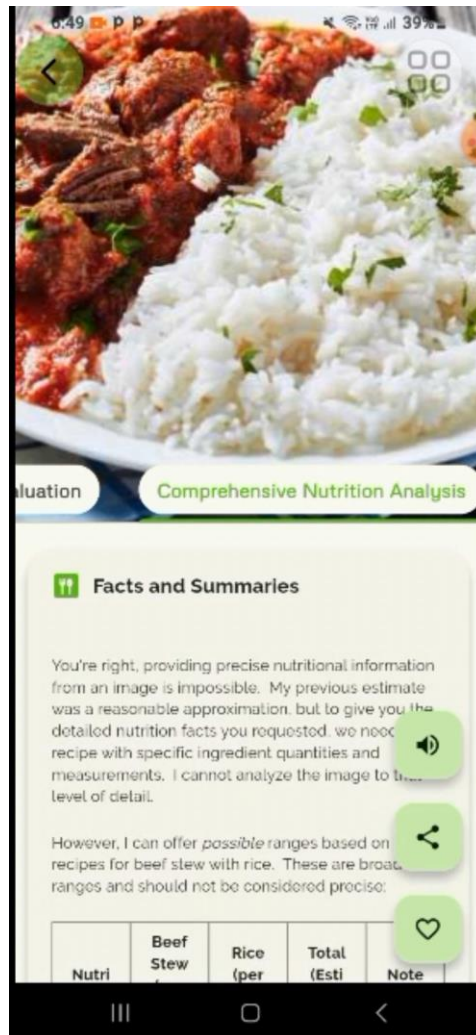 6:49 P P 39%
aluation
Comprehensive Nutrition Analysis
Facts and Summaries
You're right, providing precise nutritional information
from an image is impossible. My previous estimate
was a reasonable approximation, but to give you the
detailed nutrition facts you requested, we need
recipe with specific ingredient quantities and
measurements. I cannot analyze the image to that
level of detail.
However, I can offer possible ranges based on
recipes for beef stew with rice. These are broad
ranges and should not be considered precise:
Nutri
Beef
Stew
Rice
(per
Total
(Esti
Note